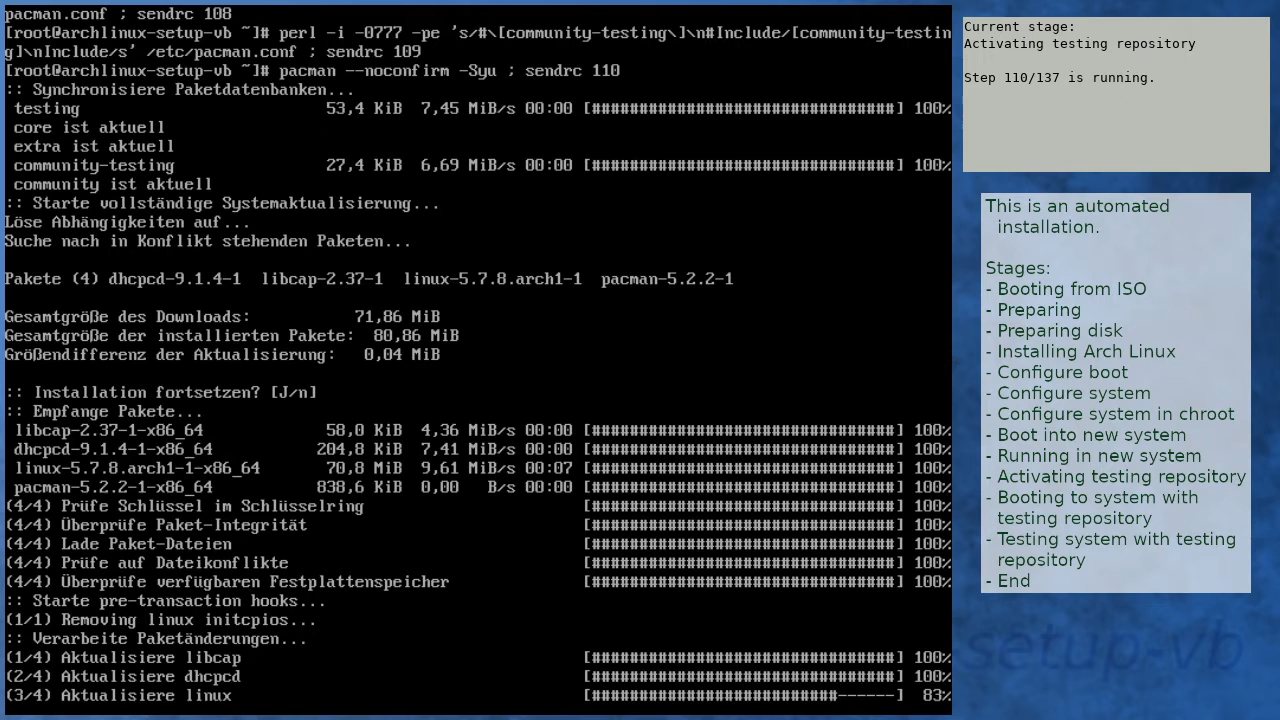 pacman.conf ; sendrc 108
[root@archlinux-setup-vb ~]# perl -i -0777 -pe 's/#\[community-testing\]\n#Include/[community-testin
g]\nInclude/s' /etc/pacman.conf ; sendrc 109
[root@archlinux-setup-vb ~]# pacman --noconfirm -Syu ; sendrc 110
:: Synchronisiere Paketdatenbanken...
 testing 53,4 KiB 7,45 MiB/s 00:00 [################################] 100%
 core ist aktuell
 extra ist aktuell
 community-testing 27,4 KiB 6,69 MiB/s 00:00 [################################] 100%
 community ist aktuell
:: Starte vollständige Systemaktualisierung...
Löse Abhängigkeiten auf...
Suche nach in Konflikt stehenden Paketen...
Pakete (4) dhcpcd-9.1.4-1 libcap-2.37-1 linux-5.7.8.arch1-1 pacman-5.2.2-1
Gesamtgröße des Downloads: 71,86 MiB
Gesamtgröße der installierten Pakete: 80,86 MiB
Größendifferenz der Aktualisierung: 0,04 MiB
:: Installation fortsetzen? [J/n]
:: Empfange Pakete...
 libcap-2.37-1-x86_64 58,0 KiB 4,36 MiB/s 00:00 [################################] 100%
 dhcpcd-9.1.4-1-x86_64 204,8 KiB 7,41 MiB/s 00:00 [################################] 100%
 linux-5.7.8.arch1-1-x86_64 70,8 MiB 9,61 MiB/s 00:07 [################################] 100%
 pacman-5.2.2-1-x86_64 838,6 KiB 0,00 B/s 00:00 [################################] 100%
(4/4) Prüfe Schlüssel im Schlüsselring [################################] 100%
(4/4) Überprüfe Paket-Integrität [################################] 100%
(4/4) Lade Paket-Dateien [################################] 100%
(4/4) Prüfe auf Dateikonflikte [################################] 100%
(4/4) Überprüfe verfügbaren Festplattenspeicher [################################] 100%
:: Starte pre-transaction hooks...
(1/1) Removing linux initcpios...
:: Verarbeite Paketänderungen...
(1/4) Aktualisiere libcap [################################] 100%
(2/4) Aktualisiere dhcpcd [################################] 100%
(3/4) Aktualisiere linux [##########################------] 83%
Current stage:
Activating testing repository
Step 110/137 is running.
This is an automated
installation.
Stages:
- Booting from ISO
- Preparing
- Preparing disk
- Installing Arch Linux
- Configure boot
- Configure system
- Configure system in chroot
- Boot into new system
- Running in new system
- Activating testing repository
- Booting to system with
testing repository
- Testing system with testing
repository
- End
setup-vb